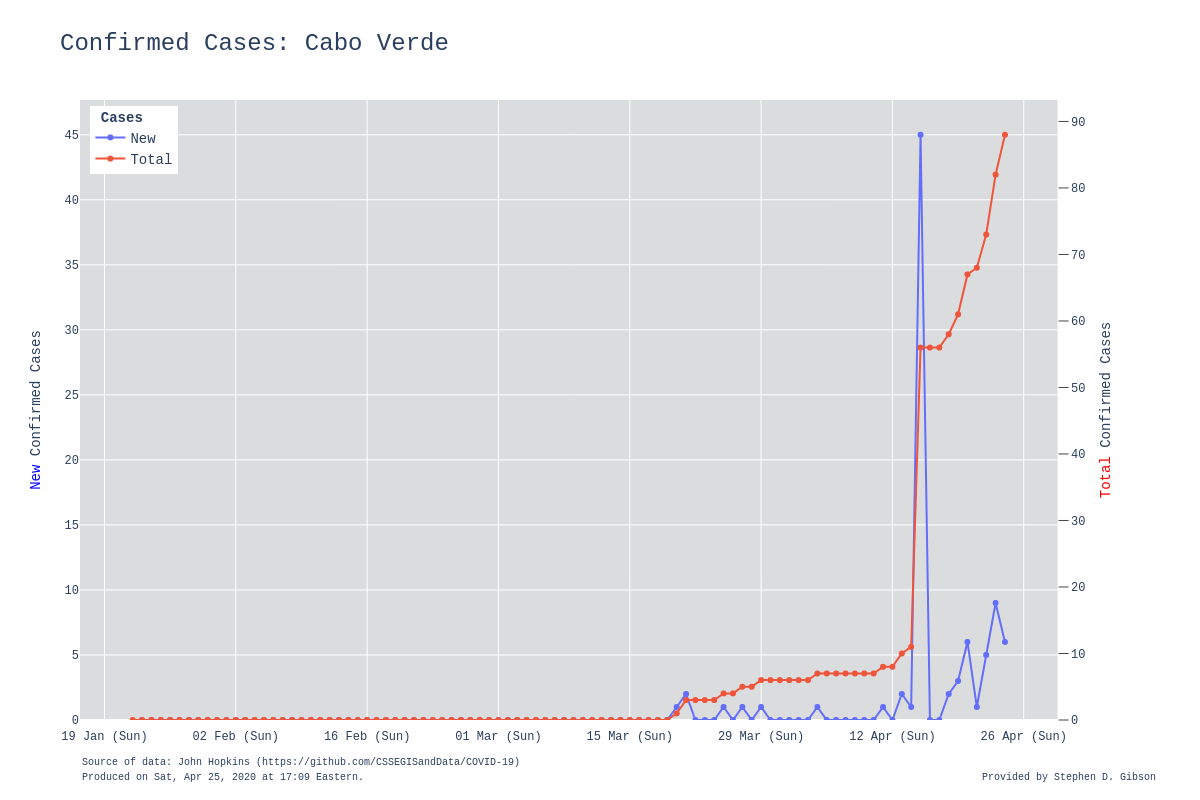 Confirmed Cases: Cabo Verde
Cases
New
Total
45
40
35
30
25
20
15
10
5
0
New Confirmed Cases
90
80
70
60
50
40
30
20
10
0
Total Confirmed Cases
19 Jan (Sun) 02 Feb (Sun) 16 Feb (Sun) 01 Mar (Sun) 15 Mar (Sun) 29 Mar (Sun) 12 Apr (Sun) 26 Apr (Sun)
Source of data: John Hopkins (https://github.com/CSSEGISandData/COVID-19)
Produced on Sat, Apr 25, 2020 at 17:09 Eastern.
Provided by Stephen D. Gibson